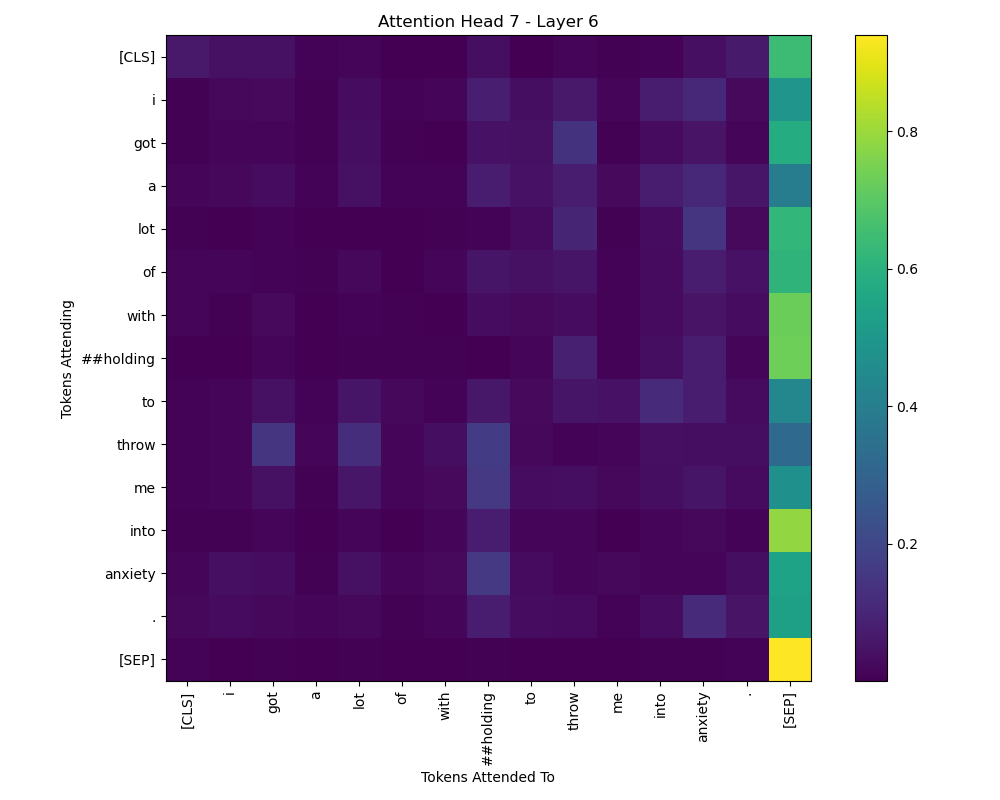 Attention Head 7 - Layer 6
Tokens Attending
[CLS]
i
got
a
lot
of
with
##holding
to
throw
me
into
anxiety
.
[SEP]
[CLS]
i
got
a
lot
of
with
##holding
to
throw
me
into
anxiety
.
[SEP]
Tokens Attended To
0.8
0.6
0.4
0.2